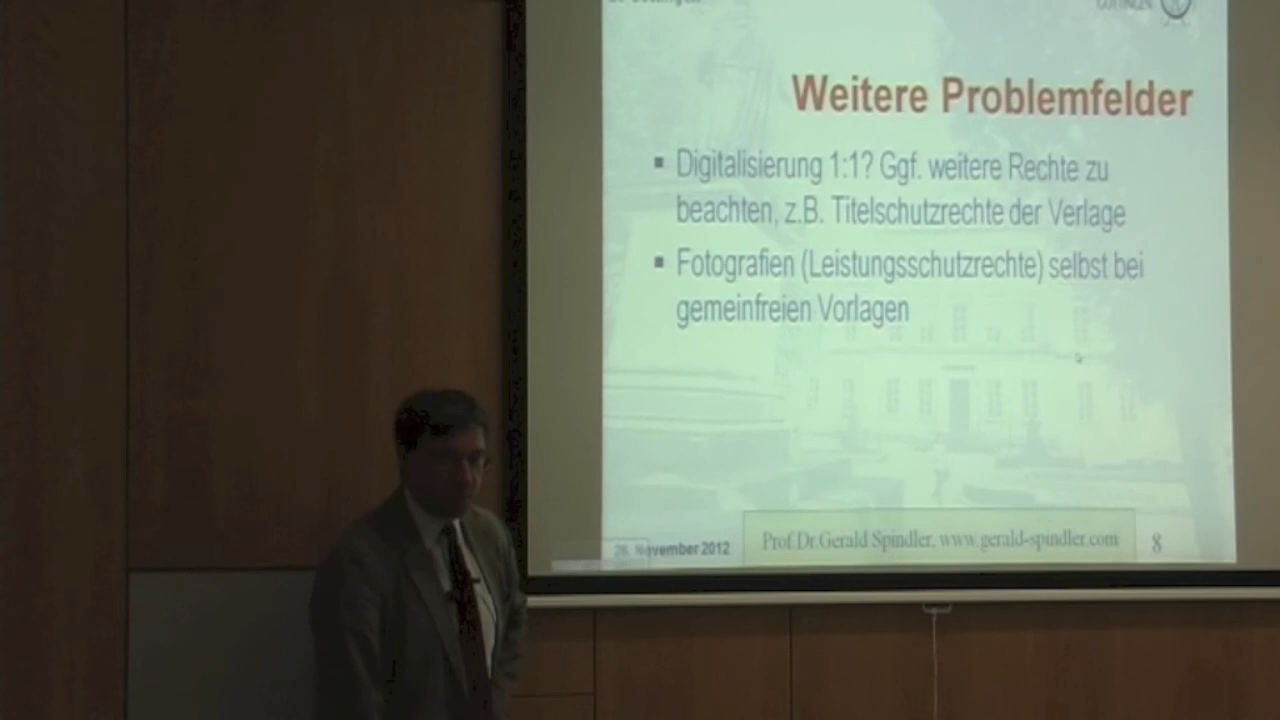 GÖTTINGEN
Weitere Problemfelder
▪ Digitalisierung 1:1? Ggf. weitere Rechte zu
beachten, z.B. Titelschutzrechte der Verlage
▪ Fotografien (Leistungsschutzrechte) selbst bei
gemeinfreien Vorlagen
26. November 2012
Prof.Dr.Gerald Spindler, www.gerald-spindler.com
8